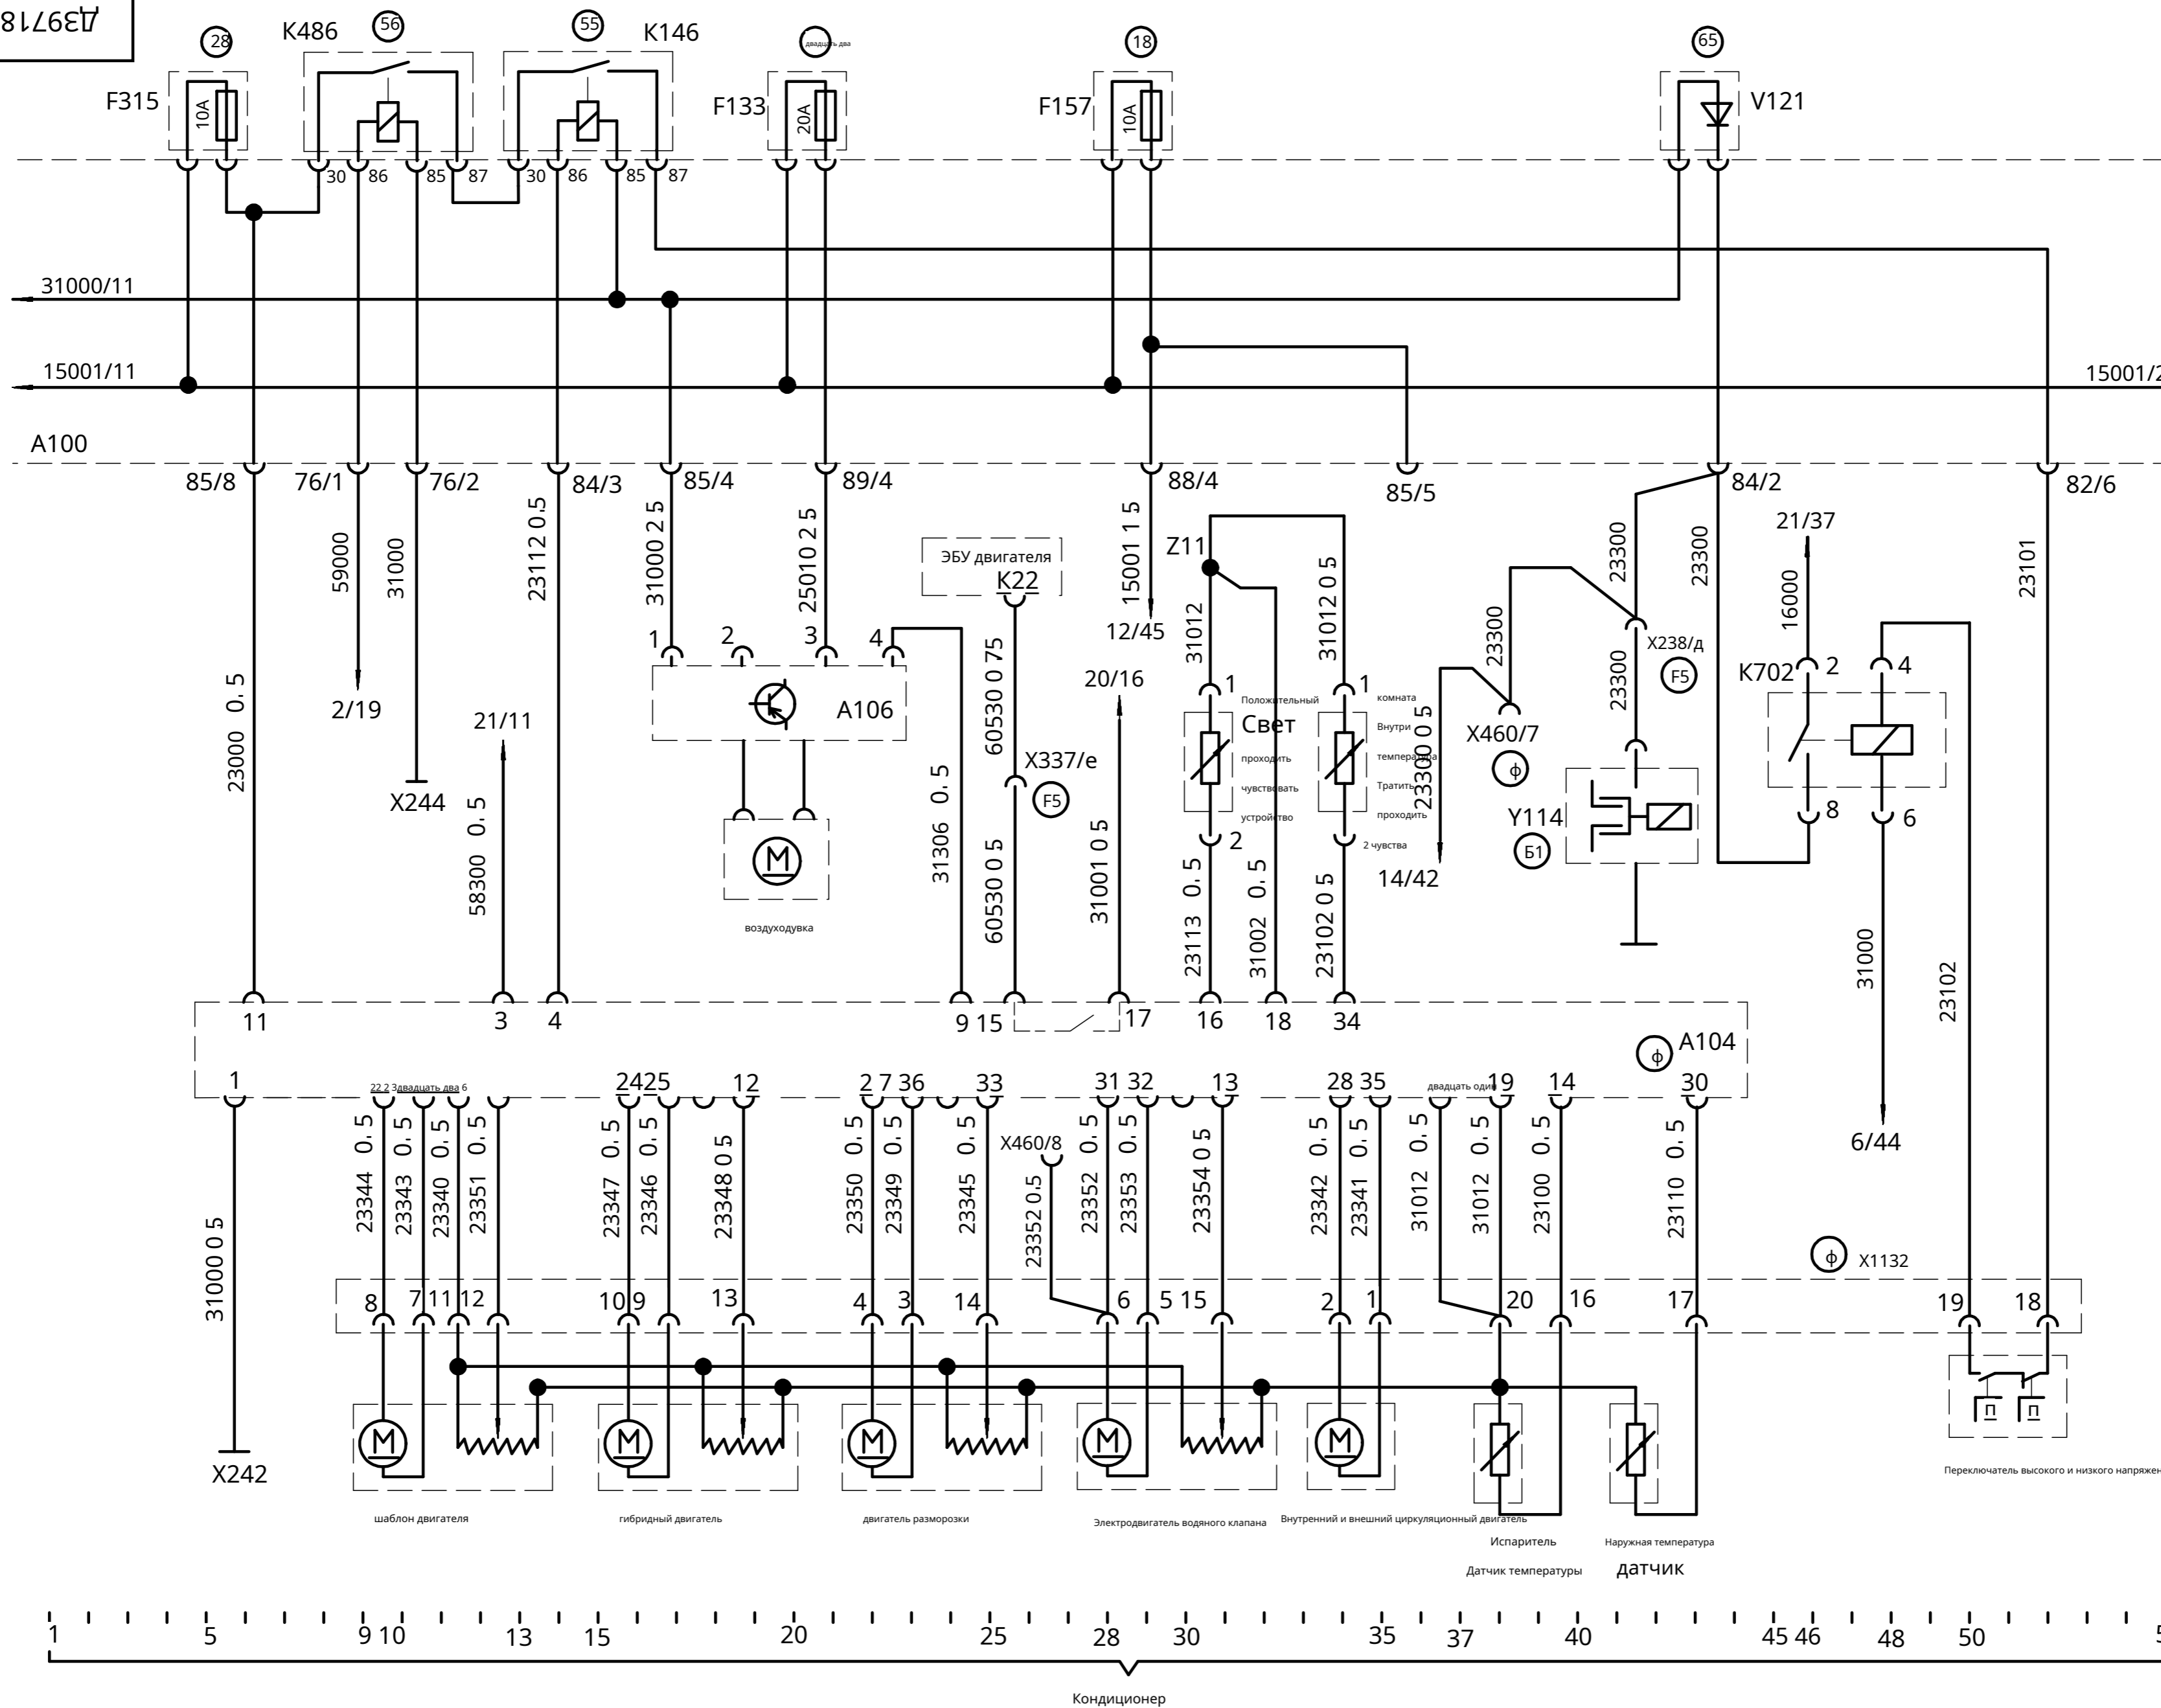 Д39718
28
K486
56
55
K146
двадцать два
18
65
F315
10A
F133
20A
F157
10A
V121
30
86
85
87
30
86
85
87
31000/11
15001/11
15001/2
A100
85/8
76/1
76/2
84/3
85/4
89/4
88/4
85/5
84/2
82/6
59000
31000
23112 0.5
31000 2 5
25010 2 5
ЭБУ двигателя
K22
15001 1 5
Z11
31012
31012 0 5
23300
23300
23300
21/37
16000
23101
12/45
1
2
3
4
X238/д
F5
23300
K702
2
4
23000 0. 5
2/19
21/11
A106
60530 0 75
20/16
1
Положительный
Свет
проходить
чувствовать
устройство
2
1
комната
Внутри
температура
Тратить
проходить
2 чувства
23300 0 5
X460/7
ф
X244
58300 0. 5
X337/e
F5
31306 0. 5
60530 0 5
31001 0 5
Y114
Б1
8
6
14/42
воздуходувка
23113 0. 5
31002 0. 5
23102 0 5
31000
23102
11
3
4
9 15
17
16
18
34
ф
A104
1
22 2 3двадцать два 6
24 25
12
2 7 36
33
31 32
13
28 35
двадцать один
19
14
30
6/44
23344 0. 5
23343 0. 5
23340 0. 5
23351 0. 5
23347 0. 5
23346 0. 5
23348 0 5
23350 0. 5
23349 0. 5
23345 0. 5
X460/8
23352 0.5
23352 0. 5
23353 0. 5
23354 0 5
23342 0. 5
23341 0. 5
31012 0. 5
31012 0. 5
23100 0. 5
23110 0. 5
31000 0 5
ф
X1132
8
7
11
12
10 9
13
4
3
14
6
5 15
2
1
20
16
17
19
18
M
M
M
M
M
M
П
П
X242
Переключатель высокого и низкого напряжен
шаблон двигателя
гибридный двигатель
двигатель разморозки
Электродвигатель водяного клапана
Внутренний и внешний циркуляционный двигатель
Испаритель
Датчик температуры
Наружная температура
датчик
1
5
9 10
13
15
20
25
28
30
35
37
40
45 46
48
50
Кондиционер